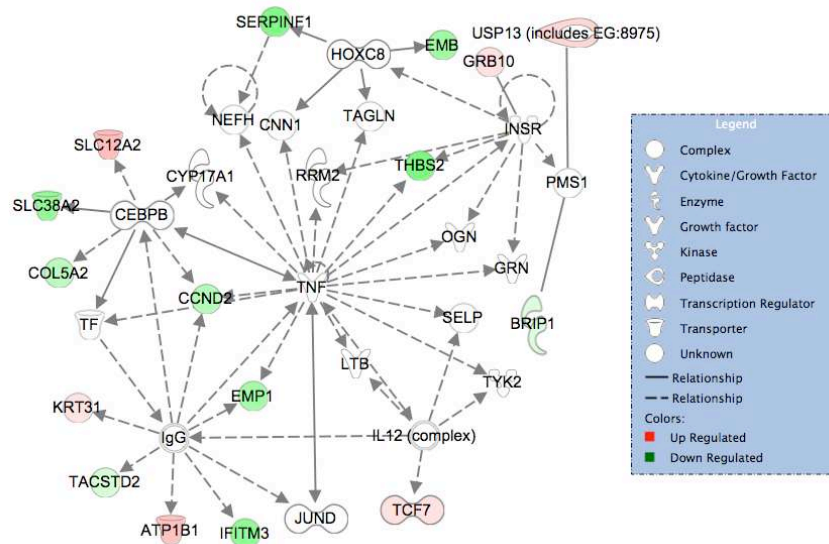 SERPINF1
HOXC8
EMB
USP13 (includes EG:8975)
GRB10
NEFH
CNN1
TAGLN
INSR
SLC12A2
CYP17A1
RRM2
THBS2
PMS1
SLC38A2
CEBPB
COL5A2
OGN
GRN
CCND2
TNF
TF
SELP
BRIP1
LTB
TYK2
KRT31
EMP1
IgG
IL12 (complex)
TACSTD2
ATP1B1
IFITM3
JUND
TCF7
Legend
Complex
Cytokine/Growth Factor
Enzyme
Growth factor
Kinase
Peptidase
Transcription Regulator
Transporter
Unknown
Relationship
Relationship
Colors:
Up Regulated
Down Regulated